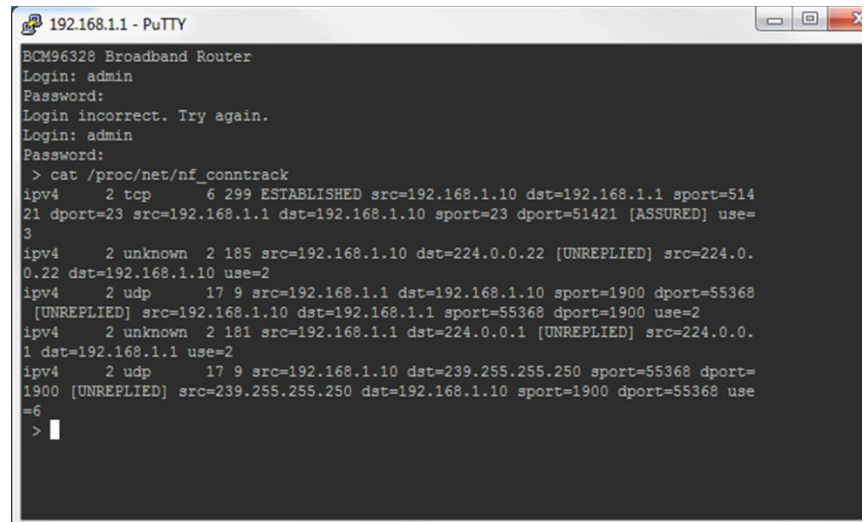 192.168.1.1 - PuTTY
BCM96328 Broadband Router
Login: admin
Password:
Login incorrect. Try again.
Login: admin
Password:
 > cat /proc/net/nf_conntrack
ipv4     2 tcp      6 299 ESTABLISHED src=192.168.1.10 dst=192.168.1.1 sport=514
21 dport=23 src=192.168.1.1 dst=192.168.1.10 sport=23 dport=51421 [ASSURED] use=
3
ipv4     2 unknown  2 185 src=192.168.1.10 dst=224.0.0.22 [UNREPLIED] src=224.0.
0.22 dst=192.168.1.10 use=2
ipv4     2 udp      17 9 src=192.168.1.1 dst=192.168.1.10 sport=1900 dport=55368
 [UNREPLIED] src=192.168.1.10 dst=192.168.1.1 sport=55368 dport=1900 use=2
ipv4     2 unknown  2 181 src=192.168.1.1 dst=224.0.0.1 [UNREPLIED] src=224.0.0.
1 dst=192.168.1.1 use=2
ipv4     2 udp      17 9 src=192.168.1.10 dst=239.255.255.250 sport=55368 dport=
1900 [UNREPLIED] src=239.255.255.250 dst=192.168.1.10 sport=1900 dport=55368 use
=6
 >